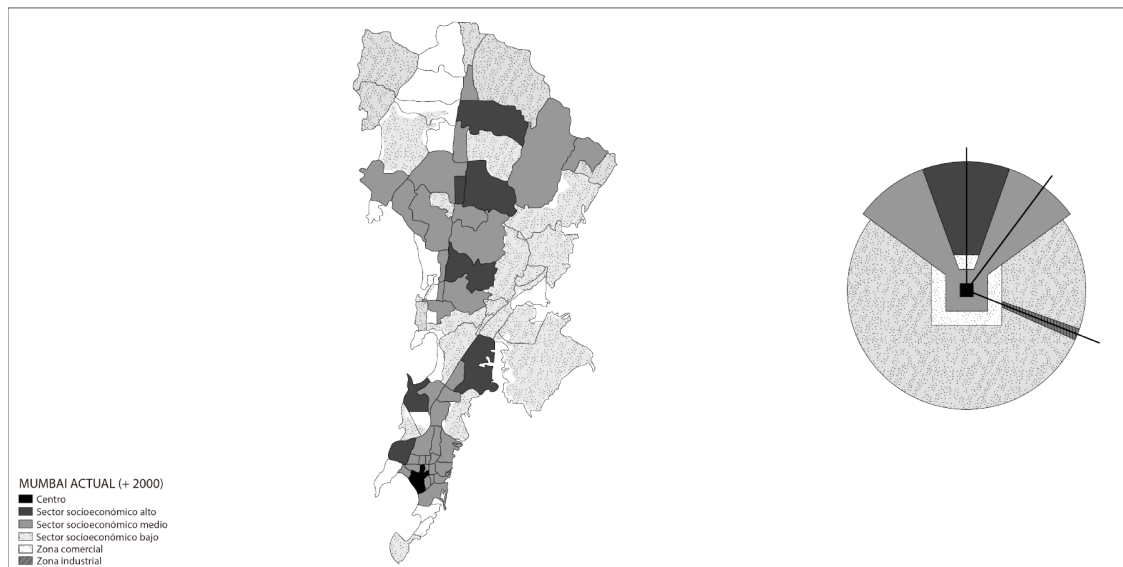 MUMBAI ACTUAL (+ 2000)
Centro
Sector socioeconómico alto
Sector socioeconómico medio
Sector socioeconómico bajo
Zona comercial
Zona industrial